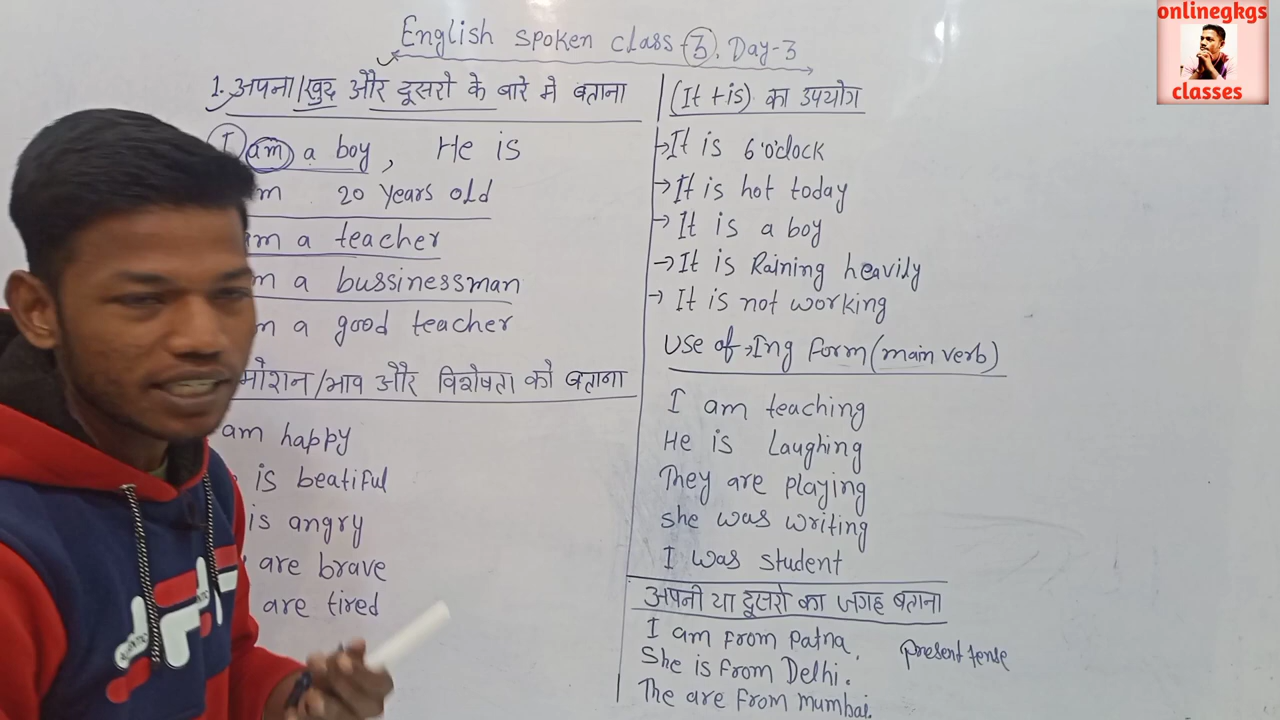 English spoken class-3. Day-3
1. अपना/खुद और दूसरो के बारे मे बताना
I am a boy, He is
m 20 years old
am a teacher
m a bussinessman
m a good teacher
मोशन/भाव और विशेषता को बताना
am happy
is beatiful
is angry
are brave
are tired
(It + is) का उपयोग
→It is 6'o'clock
→It is hot today
→It is a boy
→It is Raining heavily
→It is not working
use of→Ing form (main verb)
I am teaching
He is Laughing
They are playing
she was writing
I was student
अपनी या दूसरो का जगह बताना
I am from patna.
She is from Delhi.
The are from mumbai.
present tense
onlinegkgs
classes